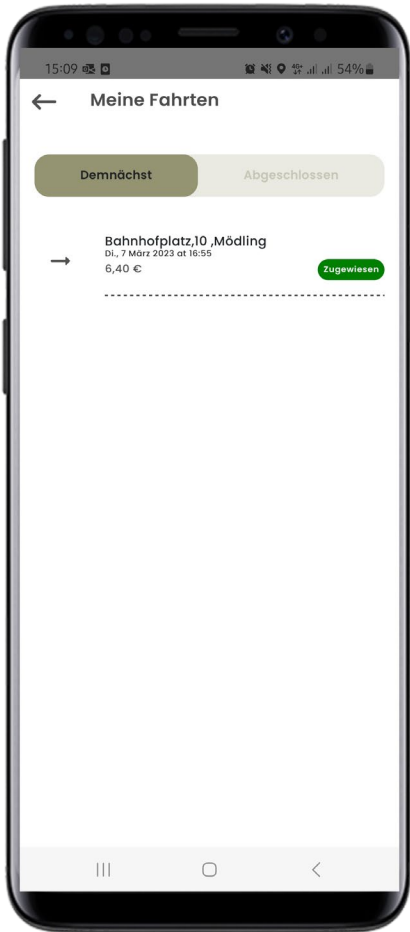 15:09 54%
Meine Fahrten
Demnächst Abgeschlossen
Bahnhofplatz,10 ,Mödling
Di., 7 März 2023 at 16:55
6,40 €
Zugewiesen